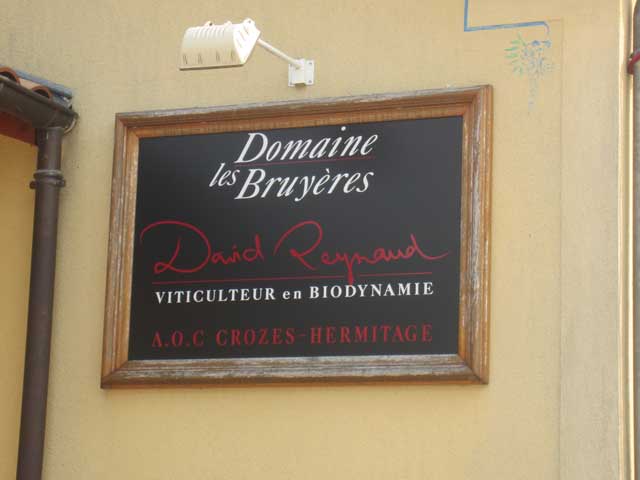 Domaine
les Bruyères
David Reynaud
VITICULTEUR en BIODYNAMIE
A.O.C CROZES-HERMITAGE